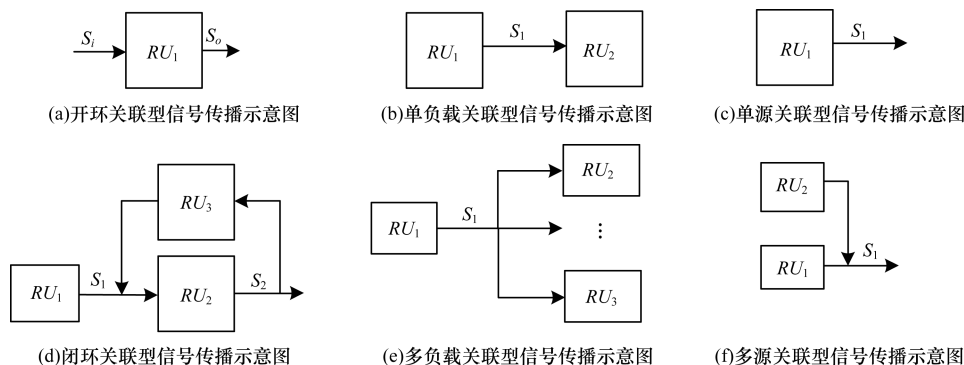 Si RU1 So
RU1 S1 RU2
RU1 S1
(a)开环关联型信号传播示意图
(b)单负载关联型信号传播示意图
(c)单源关联型信号传播示意图
RU3
RU1 S1 RU2 S2
RU2
RU1 S1 ⋮
RU3
RU2
RU1 S1
(d)闭环关联型信号传播示意图
(e)多负载关联型信号传播示意图
(f)多源关联型信号传播示意图